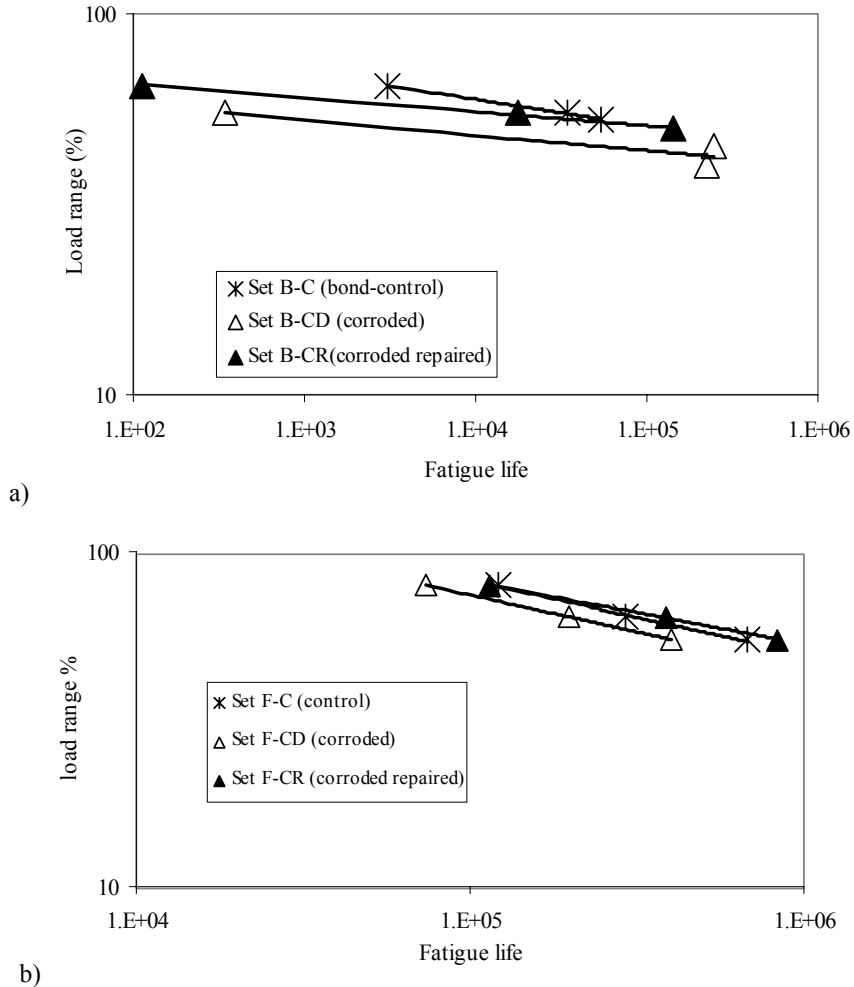 100
Load range (%)
Set B-C (bond-control)
Set B-CD (corroded)
Set B-CR(corroded repaired)
10
1.E+02 1.E+03 1.E+04 1.E+05 1.E+06
Fatigue life
a)
100
load range %
Set F-C (control)
Set F-CD (corroded)
Set F-CR (corroded repaired)
10
1.E+04 1.E+05 1.E+06
Fatigue life
b)